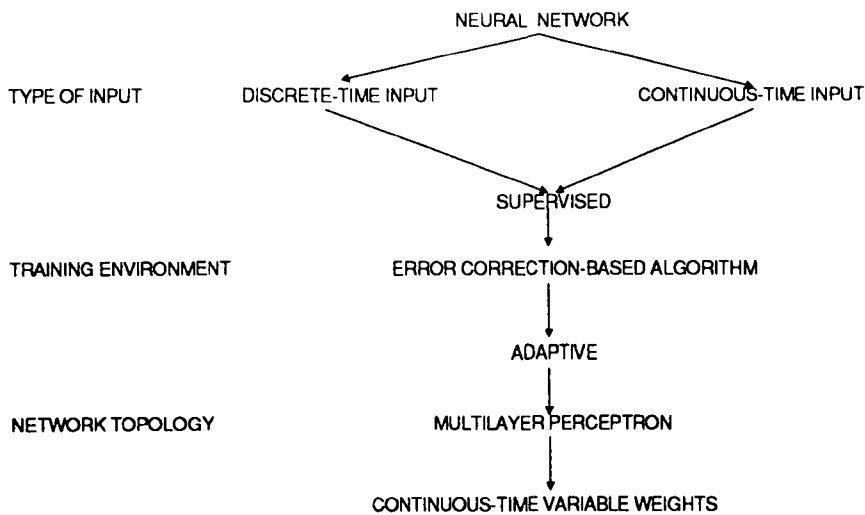 NEURAL NETWORK
TYPE OF INPUT
DISCRETE-TIME INPUT
CONTINUOUS-TIME INPUT
SUPERVISED
TRAINING ENVIRONMENT
ERROR CORRECTION-BASED ALGORITHM
ADAPTIVE
NETWORK TOPOLOGY
MULTILAYER PERCEPTRON
CONTINUOUS-TIME VARIABLE WEIGHTS